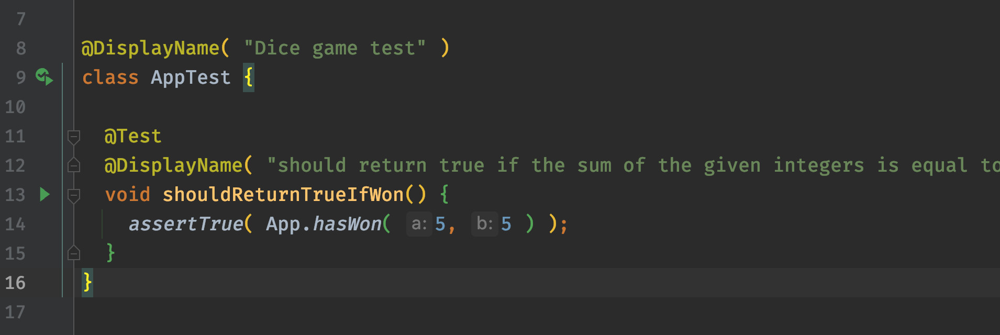 7
8 @DisplayName( "Dice game test" )
9 class AppTest {
10
11 @Test
12 @DisplayName( "should return true if the sum of the given integers is equal to
13 void shouldReturnTrueIfWon() {
14 assertTrue( App.hasWon( a: 5, b: 5 ) );
15 }
16 }
17